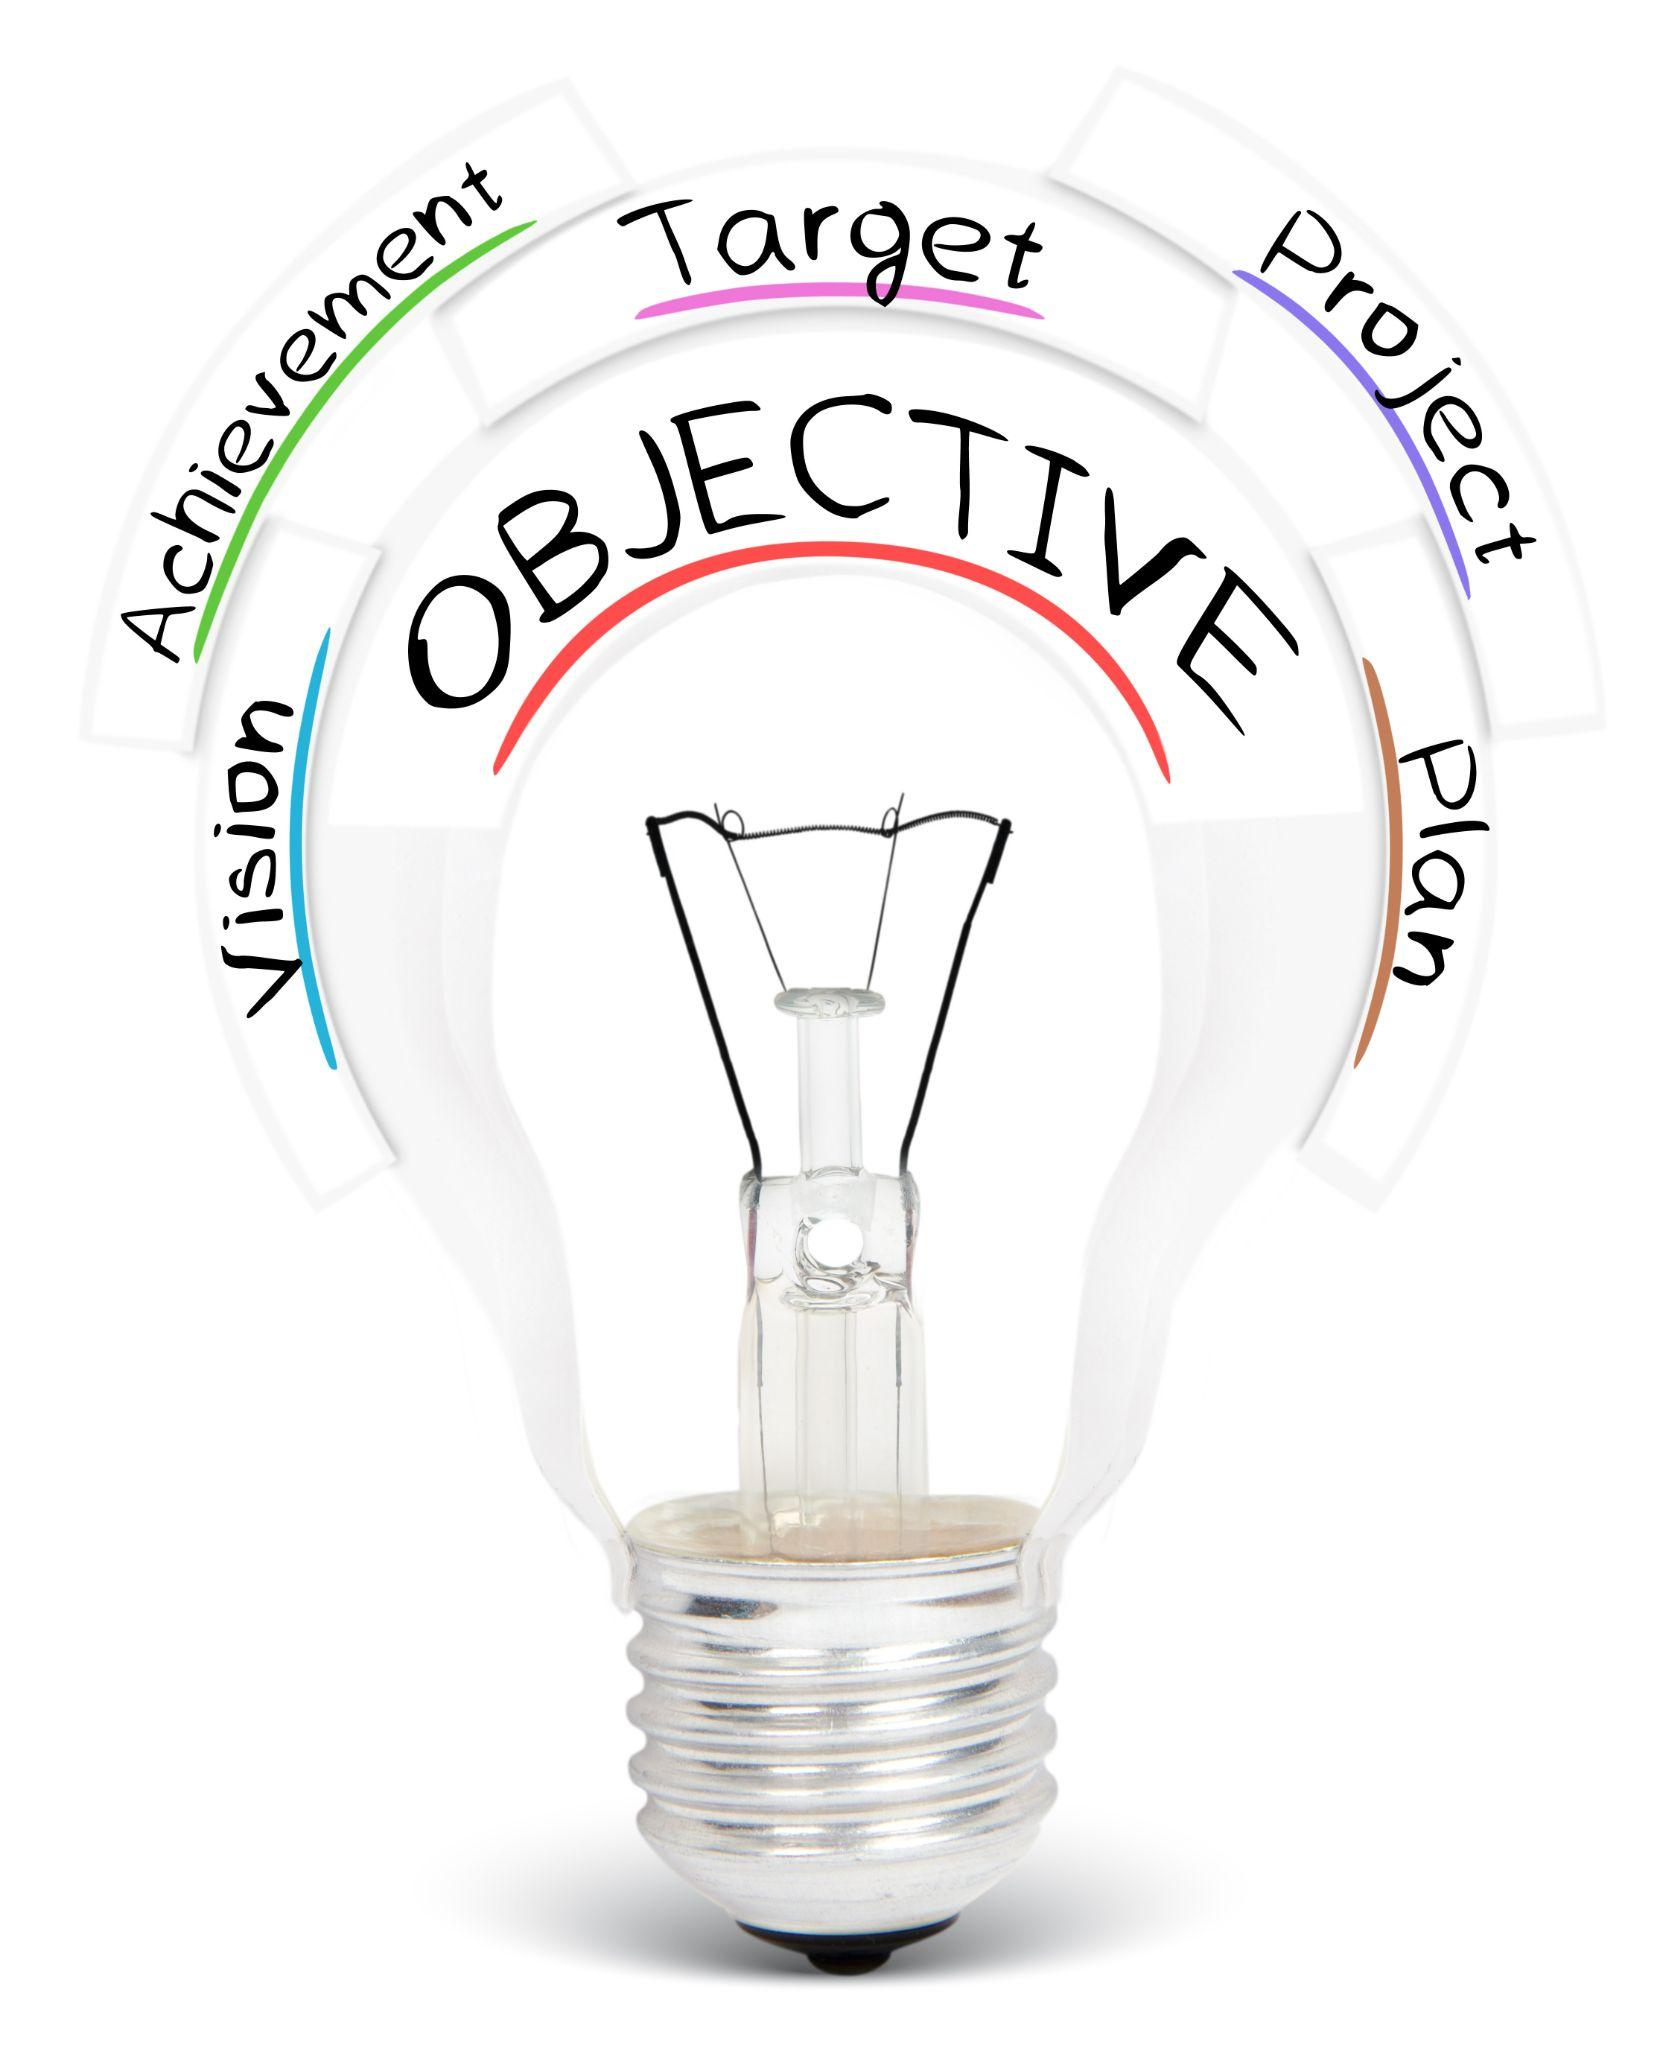 Achievement
Target
Project
Vision
OBJECTIVE
Plan